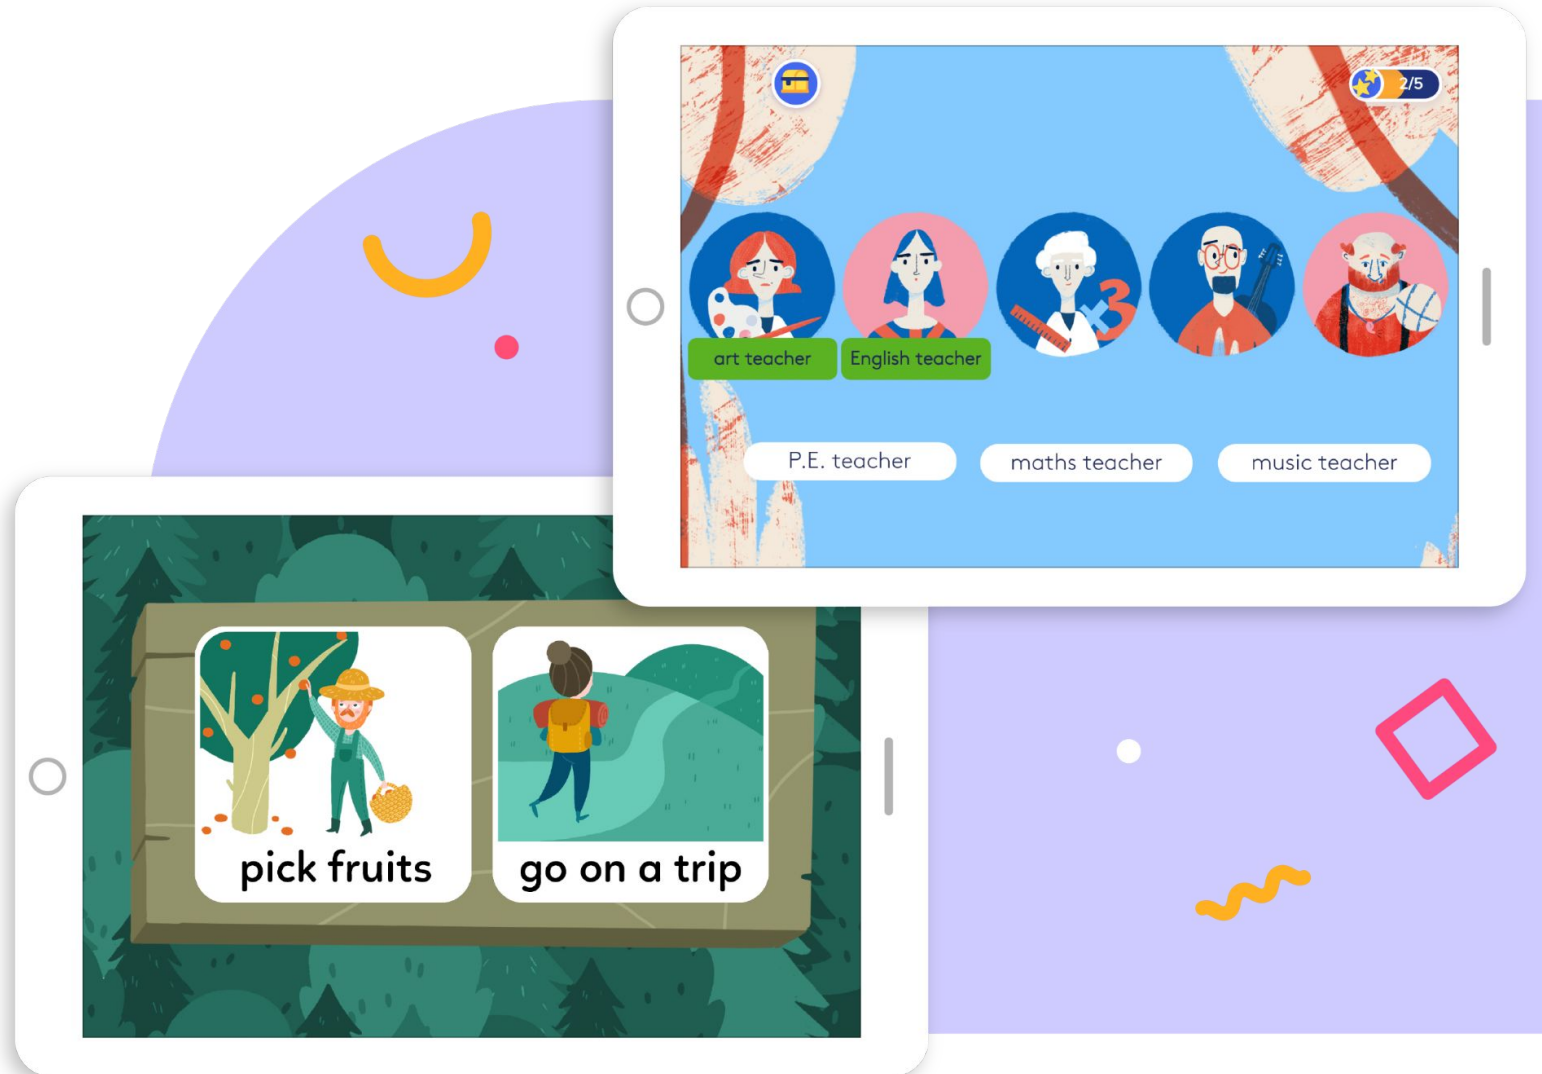 2/5
art teacher
English teacher
P.E. teacher
maths teacher
music teacher
pick fruits
go on a trip